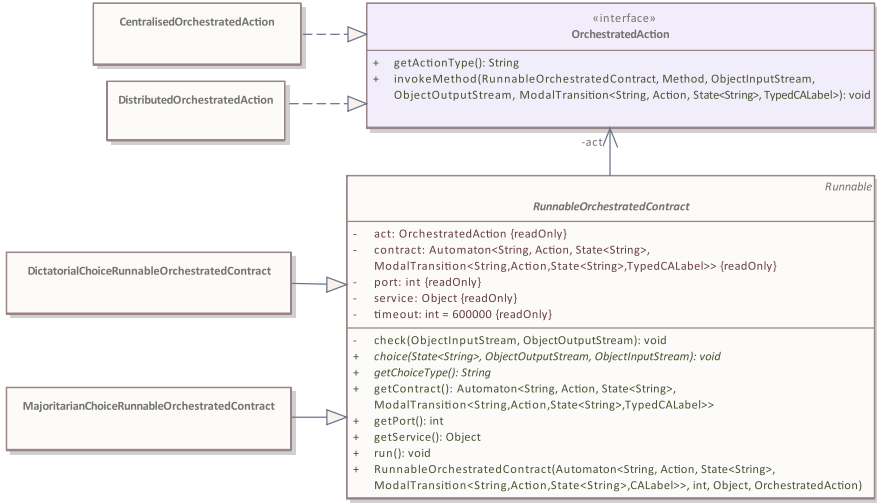 CentralisedOrchestratedAction
DistributedOrchestratedAction
«interface»
OrchestratedAction
+ getActionType(): String
+ invokeMethod(RunnableOrchestratedContract, Method, ObjectInputStream,
ObjectOutputStream, ModalTransition<String, Action, State<String>, TypedCALabel>): void
-act
Runnable
RunnableOrchestratedContract
- act: OrchestratedAction {readOnly}
- contract: Automaton<String, Action, State<String>,
ModalTransition<String,Action,State<String>,TypedCALabel>> {readOnly}
- port: int {readOnly}
- service: Object {readOnly}
- timeout: int = 600000 {readOnly}
- check(ObjectInputStream, ObjectOutputStream): void
+ choice(State<String>, ObjectOutputStream, ObjectInputStream): void
+ getChoiceType(): String
+ getContract(): Automaton<String, Action, State<String>,
ModalTransition<String,Action,State<String>,TypedCALabel>>
+ getPort(): int
+ getService(): Object
+ run(): void
+ RunnableOrchestratedContract(Automaton<String, Action, State<String>,
ModalTransition<String,Action,State<String>,CALabel>>, int, Object, OrchestratedAction)
DictatorialChoiceRunnableOrchestratedContract
MajoritarianChoiceRunnableOrchestratedContract